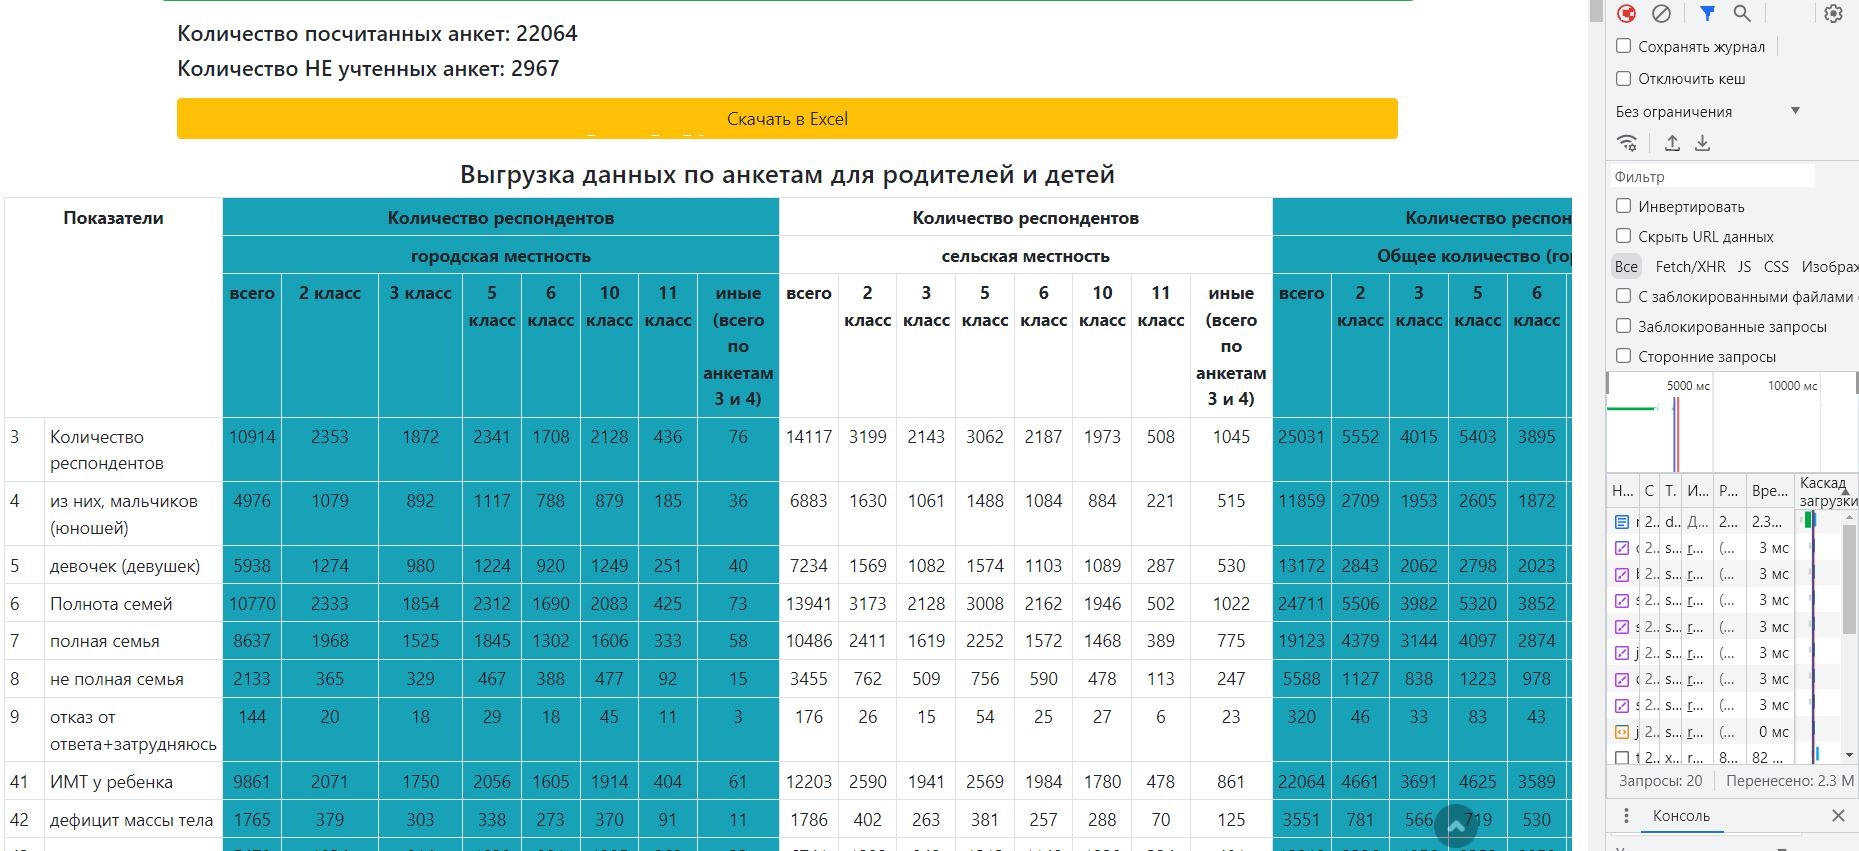 Количество посчитанных анкет: 22064
Количество НЕ учтенных анкет: 2967
Скачать в Excel
Выгрузка данных по анкетам для родителей и детей
Показатели Количество респондентов Количество респондентов Количество респон
городская местность сельская местность Общее количество (гор
всего 2 класс 3 класс 5 класс 6 класс 10 класс 11 класс иные (всего по анкетам 3 и 4) всего 2 класс 3 класс 5 класс 6 класс 10 класс 11 класс иные (всего по анкетам 3 и 4) всего 2 класс 3 класс 5 класс 6 класс
3 Количество респондентов 10914 2353 1872 2341 1708 2128 436 76 14117 3199 2143 3062 2187 1973 508 1045 25031 5552 4015 5403 3895
4 из них, мальчиков (юношей) 4976 1079 892 1117 788 879 185 36 6883 1630 1061 1488 1084 884 221 515 11859 2709 1953 2605 1872
5 девочек (девушек) 5938 1274 980 1224 920 1249 251 40 7234 1569 1082 1574 1103 1089 287 530 13172 2843 2062 2798 2023
6 Полнота семей 10770 2333 1854 2312 1690 2083 425 73 13941 3173 2128 3008 2162 1946 502 1022 24711 5506 3982 5320 3852
7 полная семья 8637 1968 1525 1845 1302 1606 333 58 10486 2411 1619 2252 1572 1468 389 775 19123 4379 3144 4097 2874
8 не полная семья 2133 365 329 467 388 477 92 15 3455 762 509 756 590 478 113 247 5588 1127 838 1223 978
9 отказ от ответа+затрудняюсь 144 20 18 29 18 45 11 3 176 26 15 54 25 27 6 23 320 46 33 83 43
41 ИМТ у ребенка 9861 2071 1750 2056 1605 1914 404 61 12203 2590 1941 2569 1984 1780 478 861 22064 4661 3691 4625 3589
42 дефицит массы тела 1765 379 303 338 273 370 91 11 1786 402 263 381 257 288 70 125 3551 781 566 719 530
Сохранять журнал
Отключить кеш
Без ограничения
Фильтр
Инвертировать
Скрыть URL данных
Все Fetch/XHR JS CSS Изображ
С заблокированными файлами
Заблокированные запросы
Сторонние запросы
5000 мс 10000 мс
Н... С Т. И... Р... Вре... Каскад загрузки
2.. d.. Д... 2... 2.3...
2.. s... r... (... 3 мс
2.. s... r... (... 3 мс
2.. s... r... (... 3 мс
2.. s... r... (... 3 мс
2.. s... r... (... 3 мс
2.. s... r... (... 3 мс
2.. s... r... (... 3 мс
2.. s... r... (... 0 мс
2.. x... r... 8... 82 ...
Запросы: 20 Перенесено: 2.3 М
Консоль